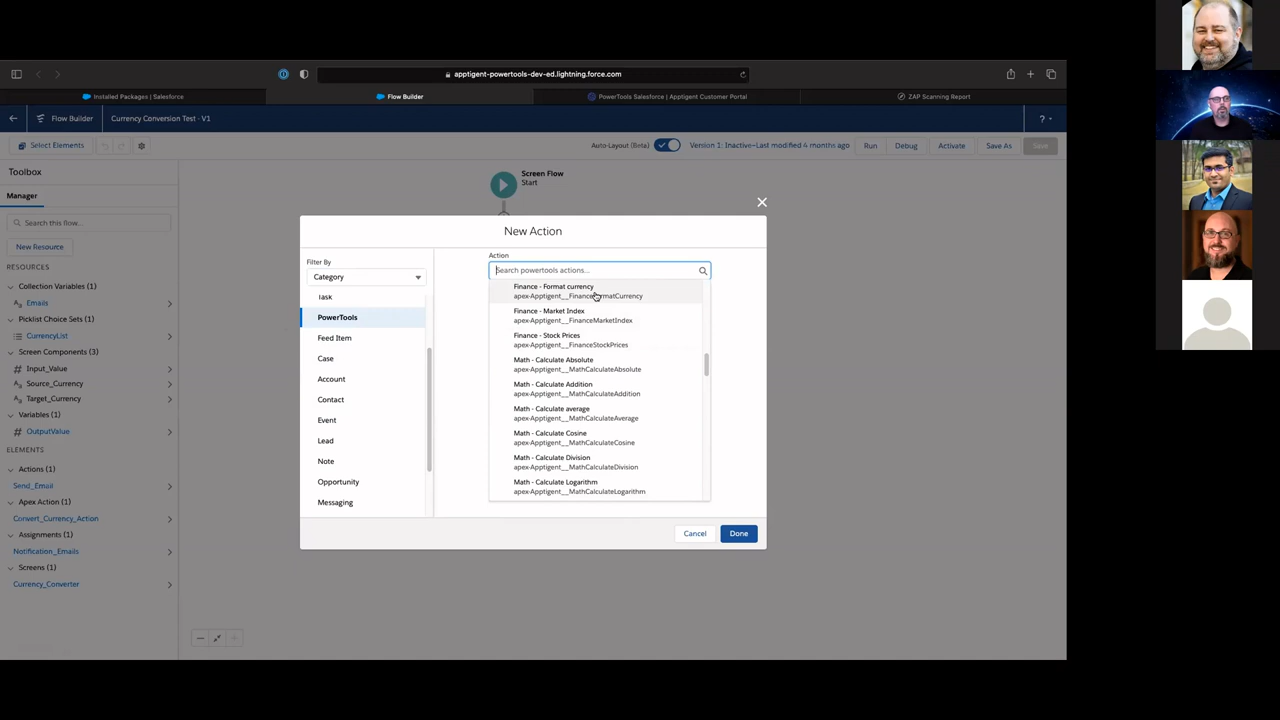 apptigent-powertools-dev-ed.lightning.force.com
Installed Packages | Salesforce
Flow Builder
PowerTools Salesforce | Apptigent Customer Portal
ZAP Scanning Report
Flow Builder
Currency Conversion Test - V1
?
Select Elements
Auto-Layout (Beta)
Version 1: Inactive—Last modified 4 months ago
Run
Debug
Activate
Save As
Save
Toolbox
Manager
Search this flow...
New Resource
RESOURCES
Collection Variables (1)
Emails
Picklist Choice Sets (1)
CurrencyList
Screen Components (3)
Input_Value
Source_Currency
Target_Currency
Variables (1)
OutputValue
ELEMENTS
Actions (1)
Send_Email
Apex Action (1)
Convert_Currency_Action
Assignments (1)
Notification_Emails
Screens (1)
Currency_Converter
Screen Flow
Start
New Action
Filter By
Category
Task
PowerTools
Feed Item
Case
Account
Contact
Event
Lead
Note
Opportunity
Messaging
Action
Search powertools actions...
Finance - Format currency
apex-Apptigent__FinanceFormatCurrency
Finance - Market Index
apex-Apptigent__FinanceMarketIndex
Finance - Stock Prices
apex-Apptigent__FinanceStockPrices
Math - Calculate Absolute
apex-Apptigent__MathCalculateAbsolute
Math - Calculate Addition
apex-Apptigent__MathCalculateAddition
Math - Calculate average
apex-Apptigent__MathCalculateAverage
Math - Calculate Cosine
apex-Apptigent__MathCalculateCosine
Math - Calculate Division
apex-Apptigent__MathCalculateDivision
Math - Calculate Logarithm
apex-Apptigent__MathCalculateLogarithm
Cancel
Done